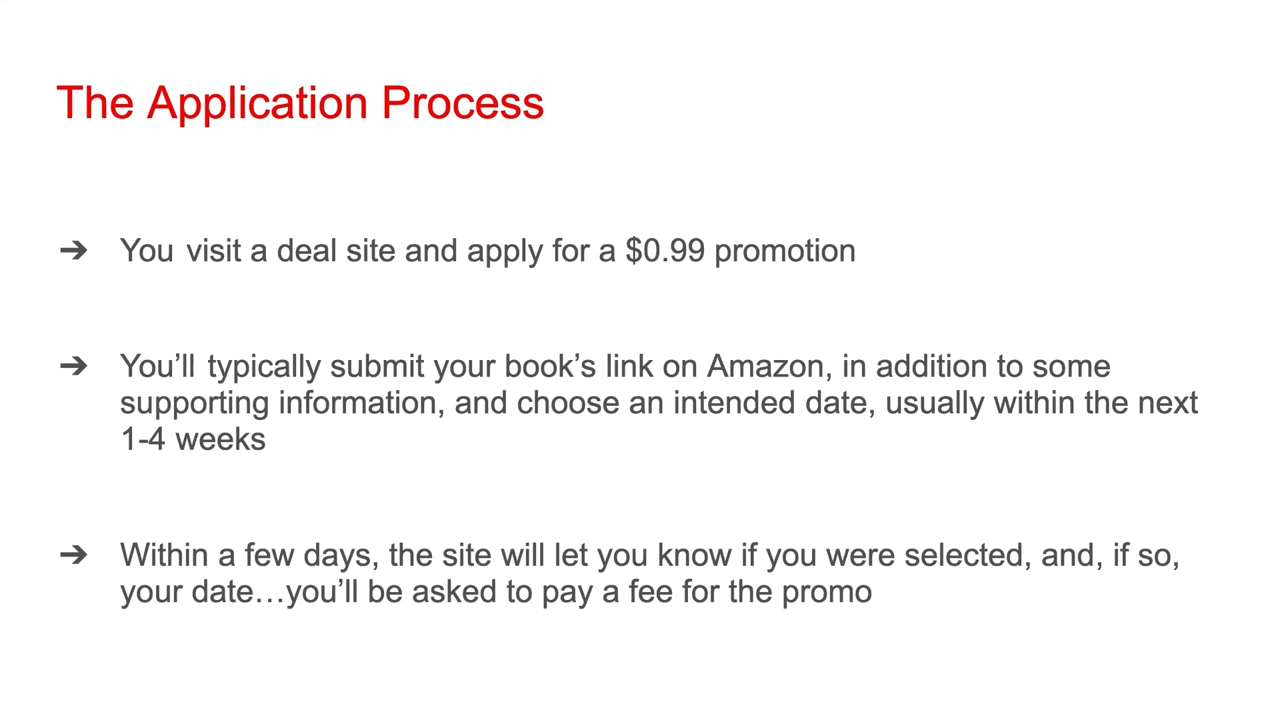 The Application Process
➔ You visit a deal site and apply for a $0.99 promotion
➔ You’ll typically submit your book’s link on Amazon, in addition to some
supporting information, and choose an intended date, usually within the next
1-4 weeks
➔ Within a few days, the site will let you know if you were selected, and, if so,
your date…you’ll be asked to pay a fee for the promo